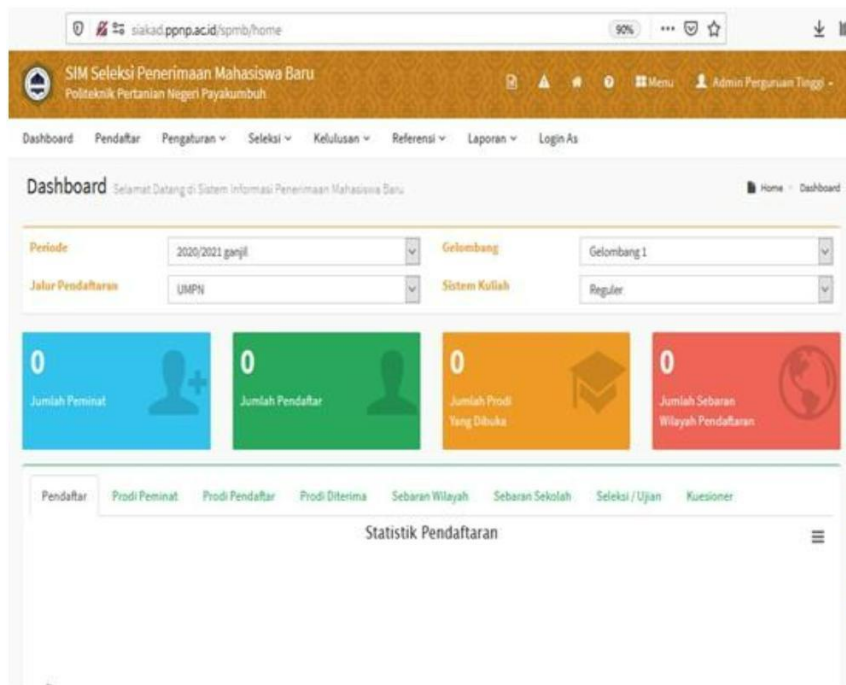 siakad.ppnp.ac.id/spmb/home 90%
SIM Seleksi Penerimaan Mahasiswa Baru
Politeknik Pertanian Negeri Payakumbuh
Menu Admin Perguruan Tinggi
Dashboard Pendaftar Pengaturan Seleksi Kelulusan Referensi Laporan Login As
Dashboard Selamat Datang di Sistem Informasi Penerimaan Mahasiswa Baru
Home Dashboard
Periode 2020/2021 ganjil Gelombang Gelombang 1
Jalur Pendaftaran UMPN Sistem Kuliah Reguler
0
Jumlah Peminat
0
Jumlah Pendaftar
0
Jumlah Prodi
Yang Dibuka
0
Jumlah Sebaran
Wilayah Pendaftaran
Pendaftar Prodi Peminat Prodi Pendaftar Prodi Diterima Sebaran Wilayah Sebaran Sekolah Seleksi / Ujian Kuesioner
Statistik Pendaftaran